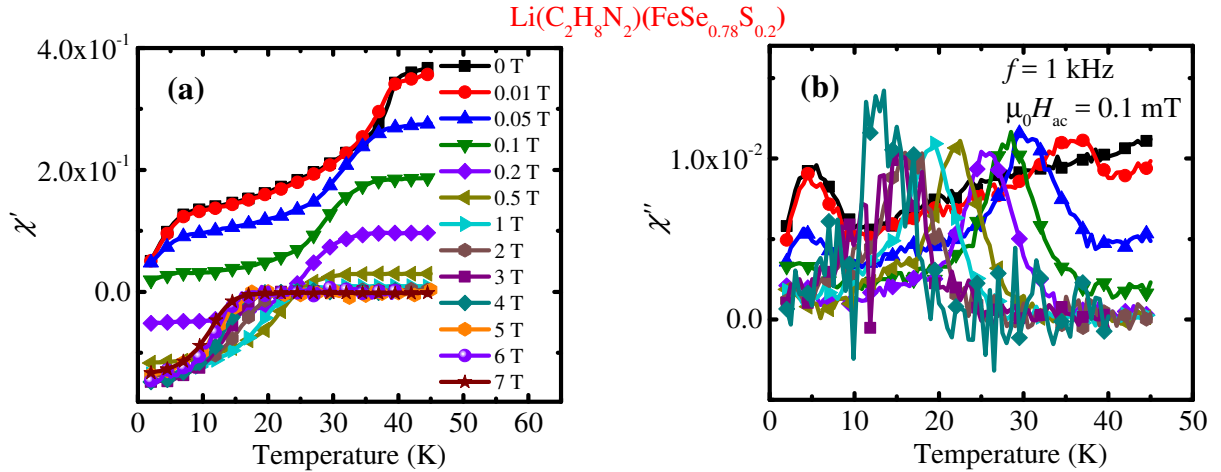 Li(C₂H₈N₂)(FeSe₀.₇₈S₀.₂)
(a)
χ'
4.0x10⁻¹
2.0x10⁻¹
0.0
0 10 20 30 40 50 60
Temperature (K)
0 T
0.01 T
0.05 T
0.1 T
0.2 T
0.5 T
1 T
2 T
3 T
4 T
5 T
6 T
7 T
(b)
f = 1 kHz
μ₀Hac = 0.1 mT
χ''
1.0x10⁻²
0.0
0 10 20 30 40 50
Temperature (K)